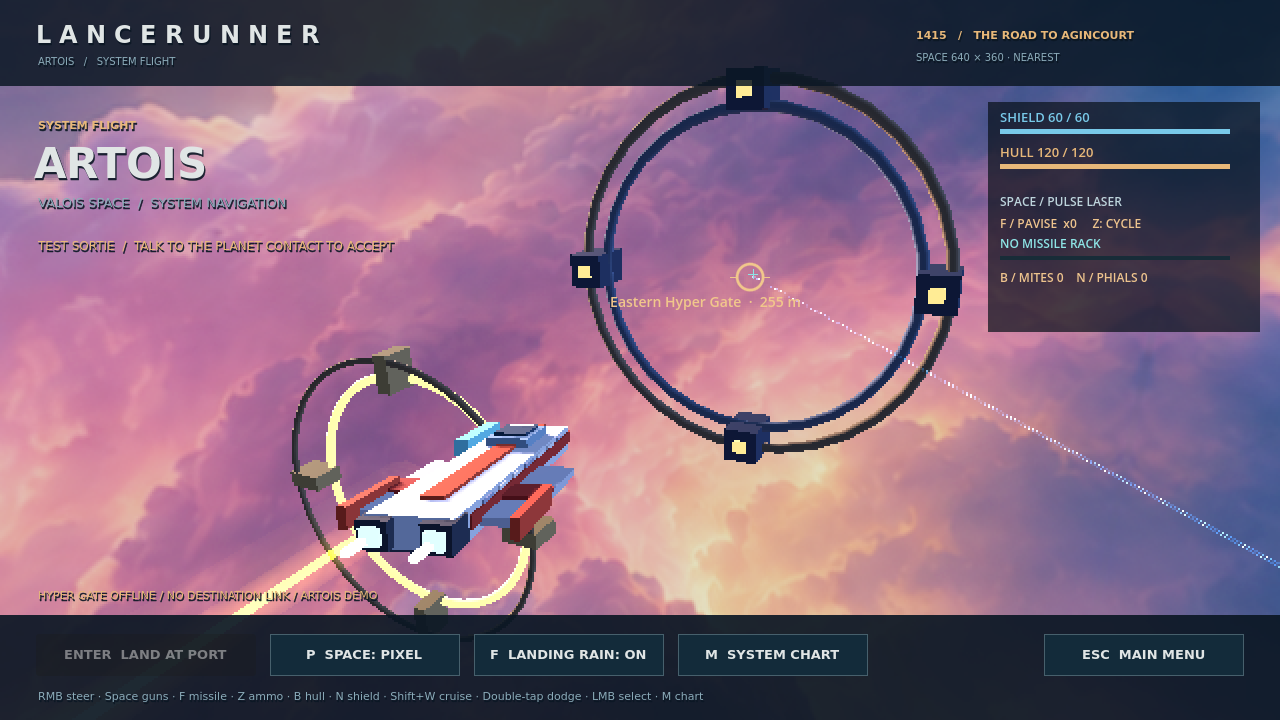 LANCERUNNER
ARTOIS / SYSTEM FLIGHT
1415 / THE ROAD TO AGINCOURT
SPACE 640 × 360 · NEAREST
SYSTEM FLIGHT
ARTOIS
VALOIS SPACE / SYSTEM NAVIGATION
TEST SORTIE / TALK TO THE PLANET CONTACT TO ACCEPT
SHIELD 60 / 60
HULL 120 / 120
SPACE / PULSE LASER
F / PAVISE x0 Z: CYCLE
NO MISSILE RACK
B / MITES 0 N / PHIALS 0
Eastern Hyper Gate · 255 m
HYPER GATE OFFLINE / NO DESTINATION LINK / ARTOIS DEMO
ENTER LAND AT PORT
P SPACE: PIXEL
F LANDING RAIN: ON
M SYSTEM CHART
ESC MAIN MENU
RMB steer · Space guns · F missile · Z ammo · B hull · N shield · Shift+W cruise · Double-tap dodge · LMB select · M chart